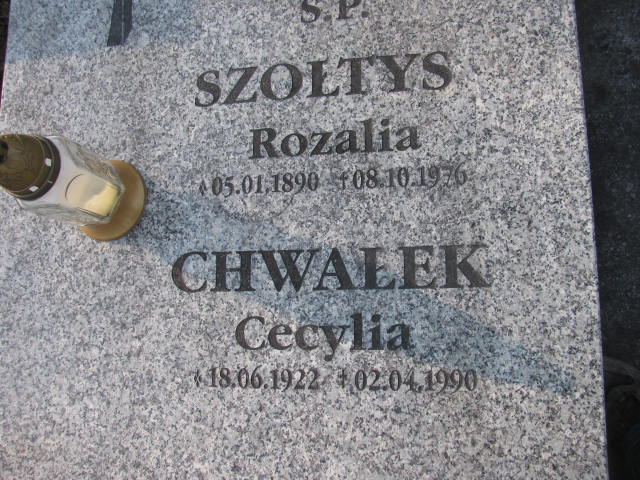 S.P.
SZOŁTYS
Rozalia
*05.01.1890 †08.10.1976
CHWAŁEK
Cecylia
*18.06.1922 †02.04.1990